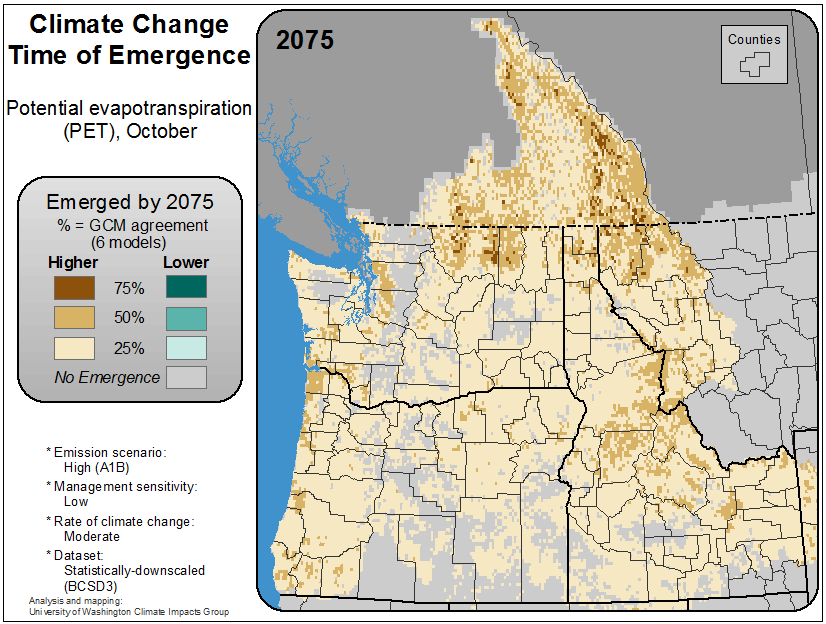 Climate Change
Time of Emergence
Potential evapotranspiration
(PET), October
Emerged by 2075
% = GCM agreement
(6 models)
Higher Lower
75%
50%
25%
No Emergence
* Emission scenario:
High (A1B)
* Management sensitivity:
Low
* Rate of climate change:
Moderate
* Dataset:
Statistically-downscaled
(BCSD3)
Analysis and mapping:
University of Washington Climate Impacts Group
2075
Counties